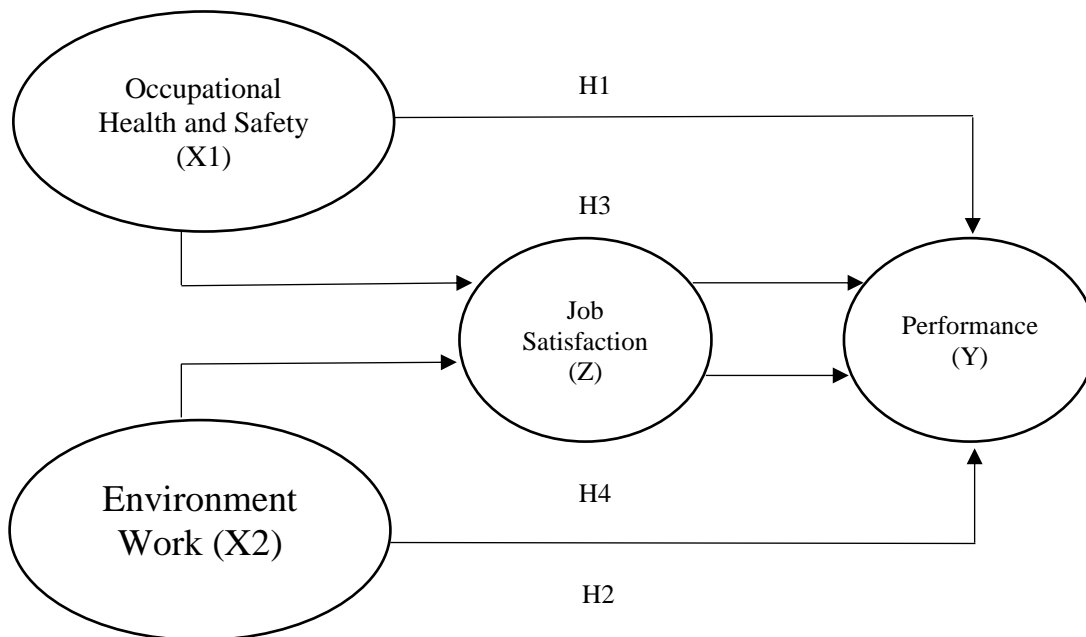 Occupational
Health and Safety
(X1)
H1
H3
Job
Satisfaction
(Z)
Performance
(Y)
Environment
Work (X2)
H4
H2